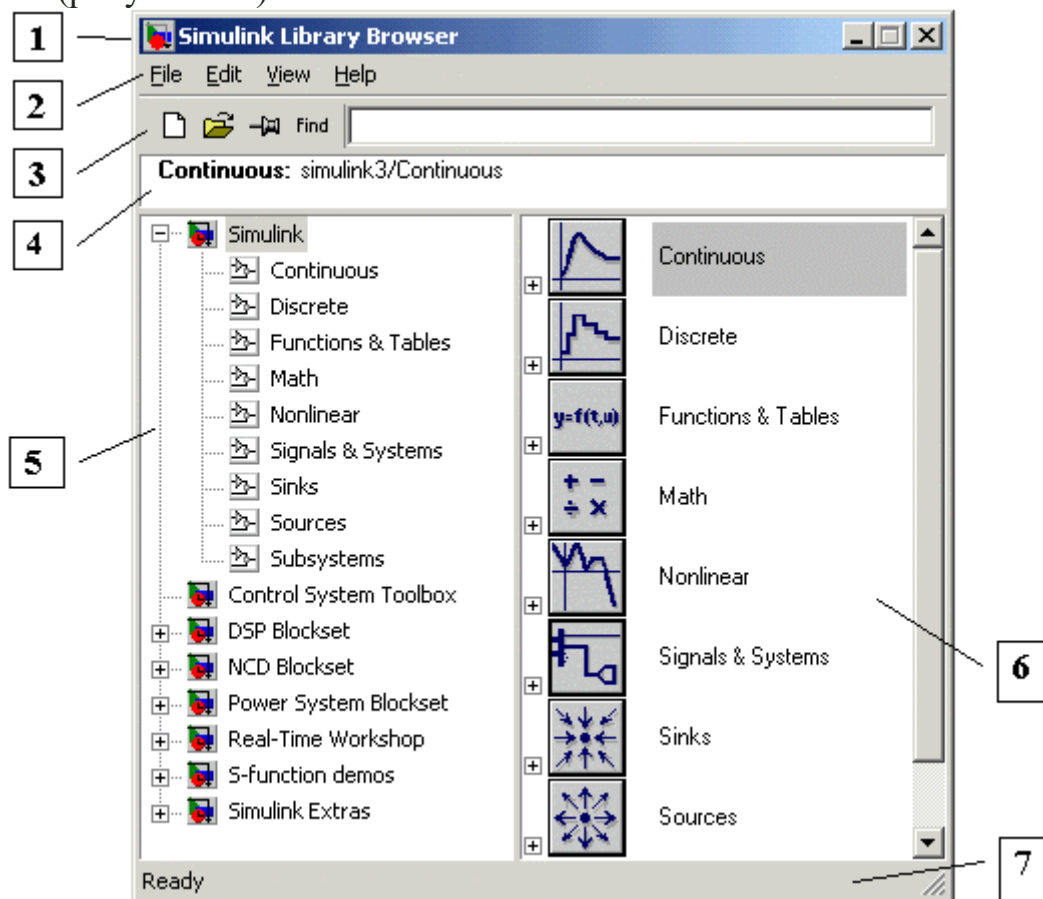 1
Simulink Library Browser
2
File Edit View Help
3
Find
4
Continuous: simulink3/Continuous
5
Simulink
Continuous
Discrete
Functions & Tables
Math
Nonlinear
Signals & Systems
Sinks
Sources
Subsystems
Control System Toolbox
DSP Blockset
NCD Blockset
Power System Blockset
Real-Time Workshop
S-function demos
Simulink Extras
Continuous
Discrete
y=f(t,u) Functions & Tables
Math
Nonlinear
Signals & Systems
Sinks
Sources
6
Ready
7